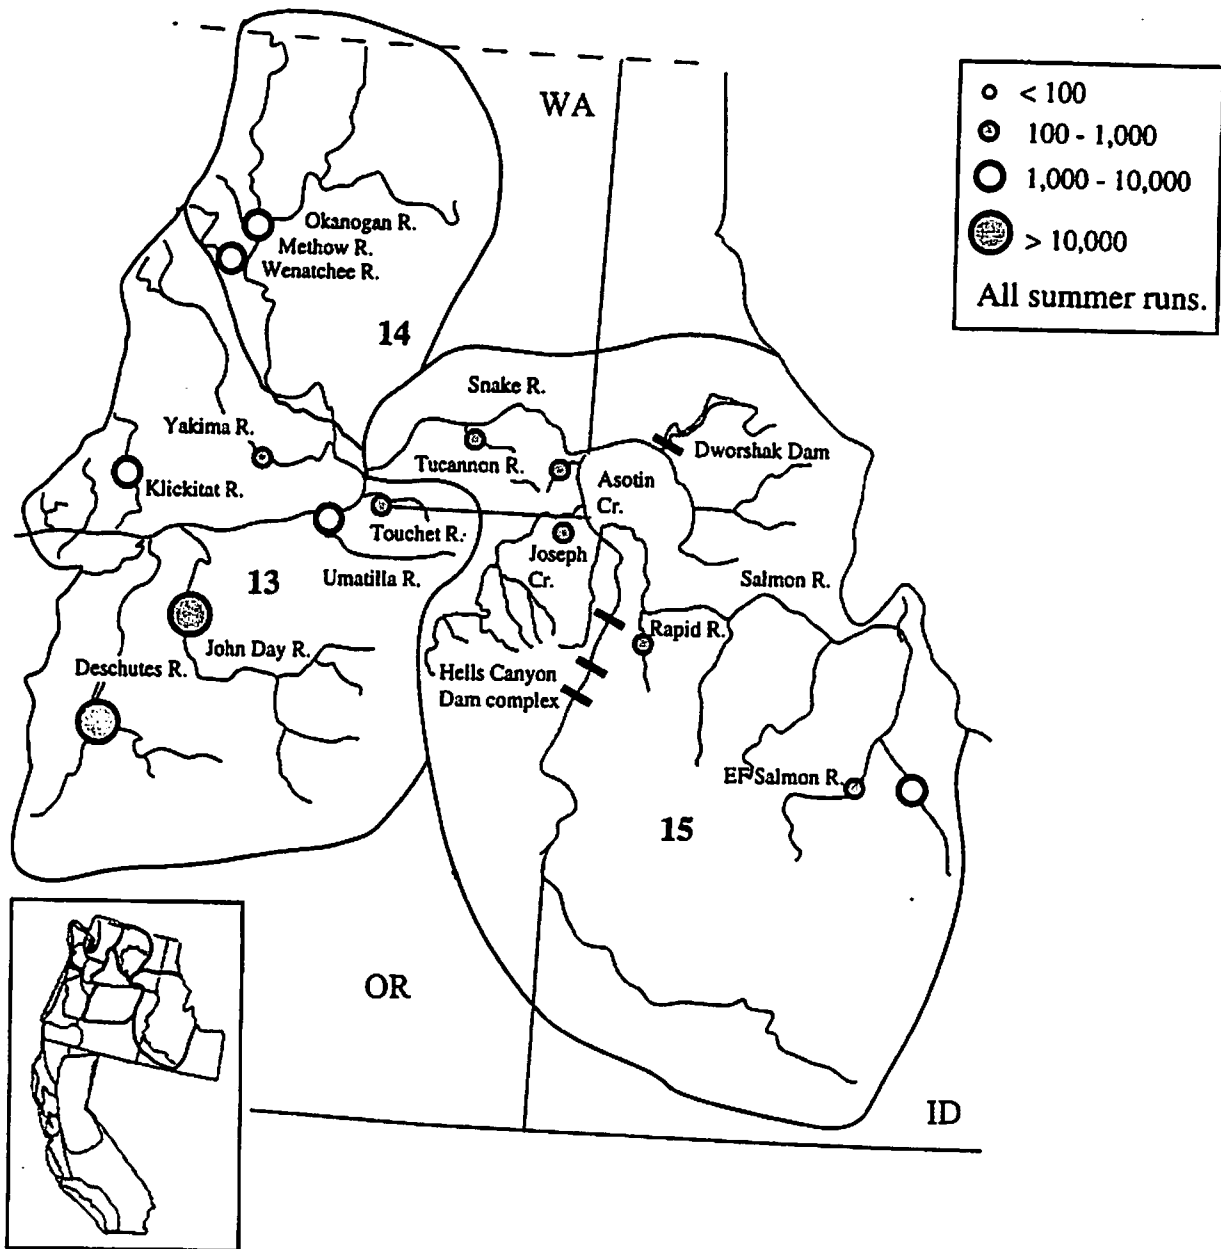 WA
< 100
100 - 1,000
1,000 - 10,000
> 10,000
All summer runs.
Okanogan R.
Methow R.
Wenatchee R.
14
Snake R.
Yakima R.
Tucannon R.
Dworshak Dam
Klickitat R.
Asotin
Cr.
Touchet R.
Joseph
Cr.
Umatilla R.
13
Salmon R.
Rapid R.
John Day R.
Deschutes R.
Hells Canyon
Dam complex
EF Salmon R.
15
OR
ID